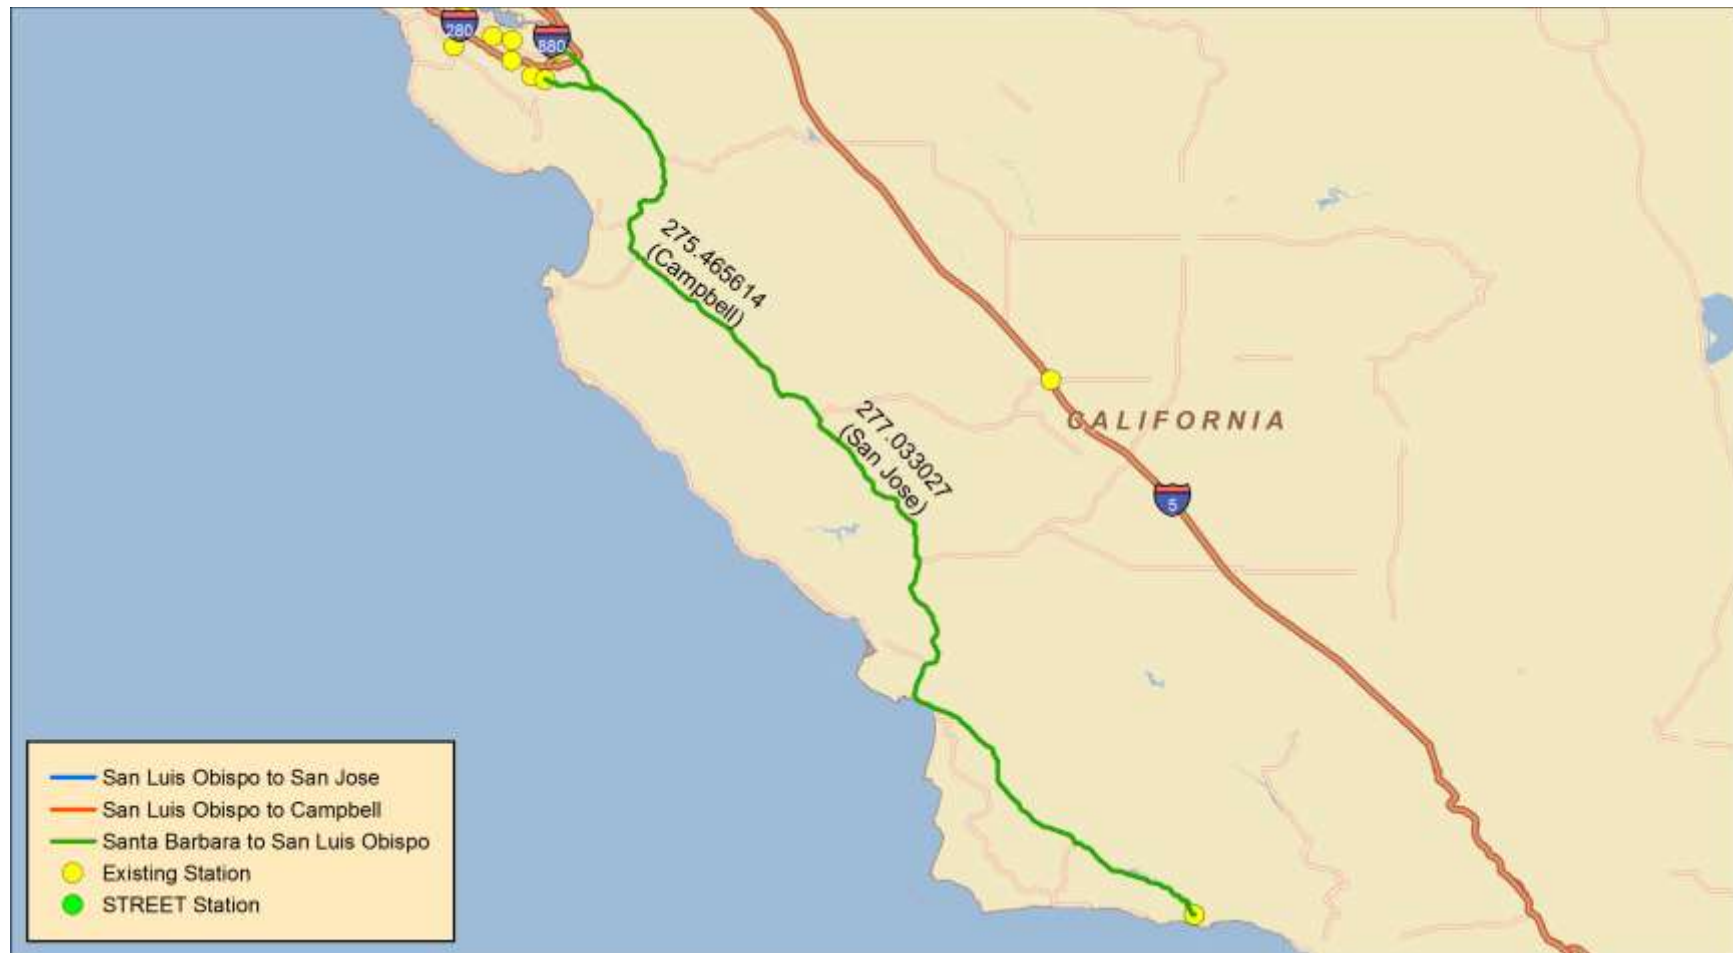 280
880
275.465614
(Campbell)
277.033027
(San Jose)
CALIFORNIA
5
San Luis Obispo to San Jose
San Luis Obispo to Campbell
Santa Barbara to San Luis Obispo
Existing Station
STREET Station